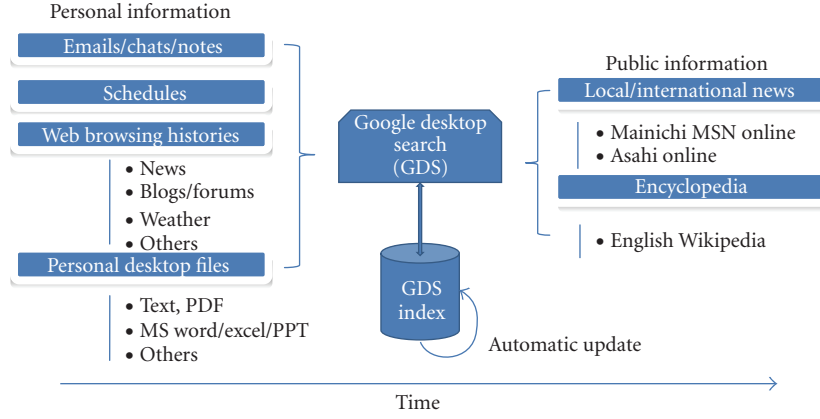 Personal information
Emails/chats/notes
Schedules
Web browsing histories
• News
• Blogs/forums
• Weather
• Others
Personal desktop files
• Text, PDF
• MS word/excel/PPT
• Others
Google desktop
search
(GDS)
GDS
index
Automatic update
Public information
Local/international news
• Mainichi MSN online
• Asahi online
Encyclopedia
• English Wikipedia
Time